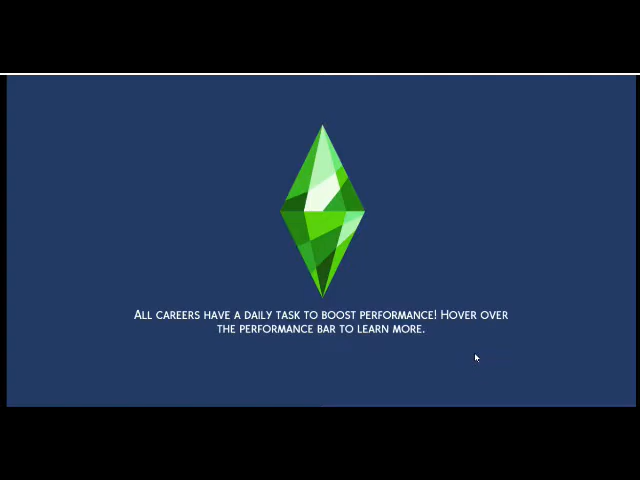 All careers have a daily task to boost performance! Hover over
the performance bar to learn more.